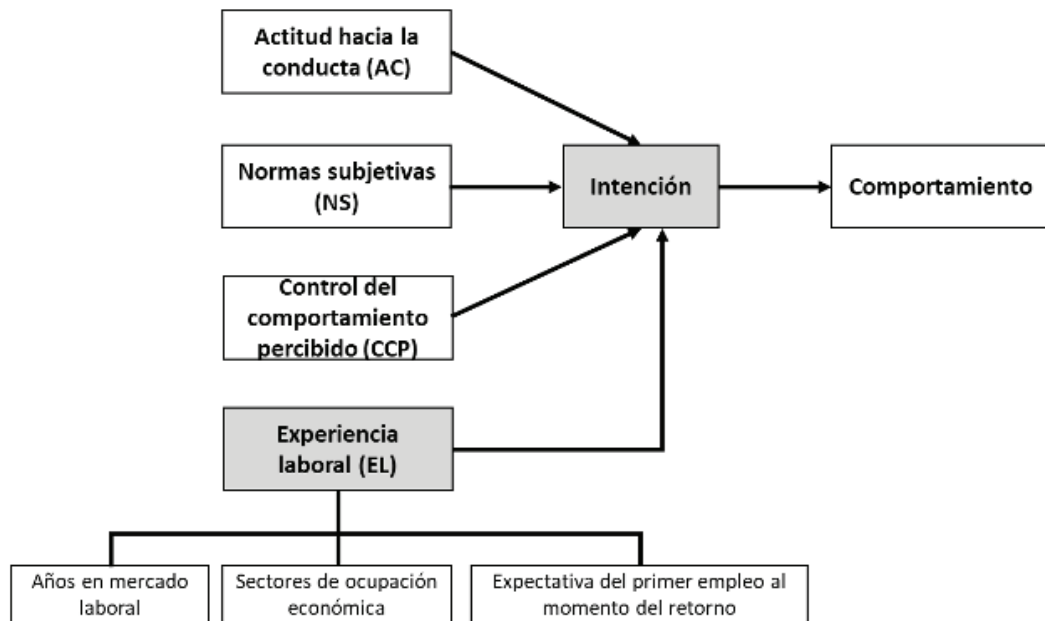 Actitud hacia la
conducta (AC)
Normas subjetivas
(NS)
Intención
Comportamiento
Control del
comportamiento
percibido (CCP)
Experiencia
laboral (EL)
Años en mercado
laboral
Sectores de ocupación
económica
Expectativa del primer empleo al
momento del retorno